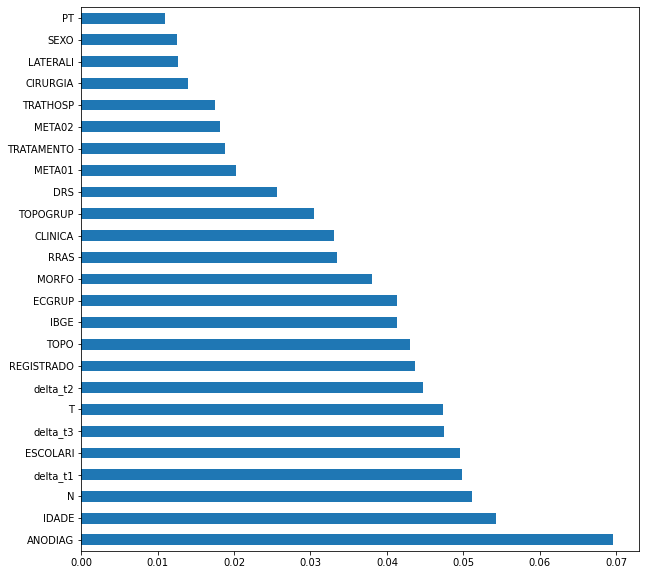 PT
SEXO
LATERALI
CIRURGIA
TRATHOSP
META02
TRATAMENTO
META01
DRS
TOPOGRUP
CLINICA
RRAS
MORFO
ECGRUP
IBGE
TOPO
REGISTRADO
delta_t2
T
delta_t3
ESCOLARI
delta_t1
N
IDADE
ANODIAG
0.00 0.01 0.02 0.03 0.04 0.05 0.06 0.07